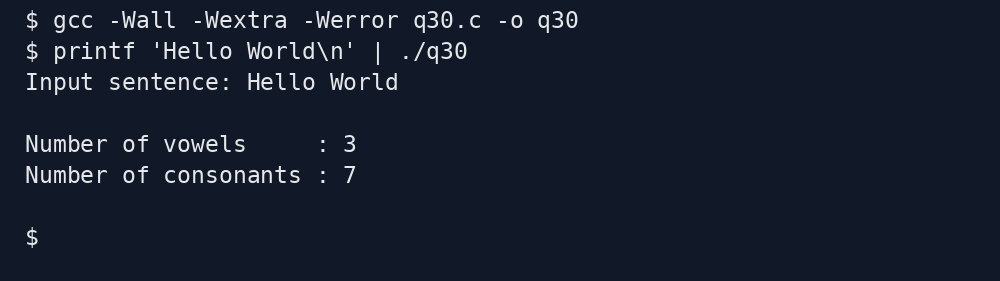 $ gcc -Wall -Wextra -Werror q30.c -o q30
$ printf 'Hello World\n' | ./q30
Input sentence: Hello World
Number of vowels     : 3
Number of consonants : 7
$